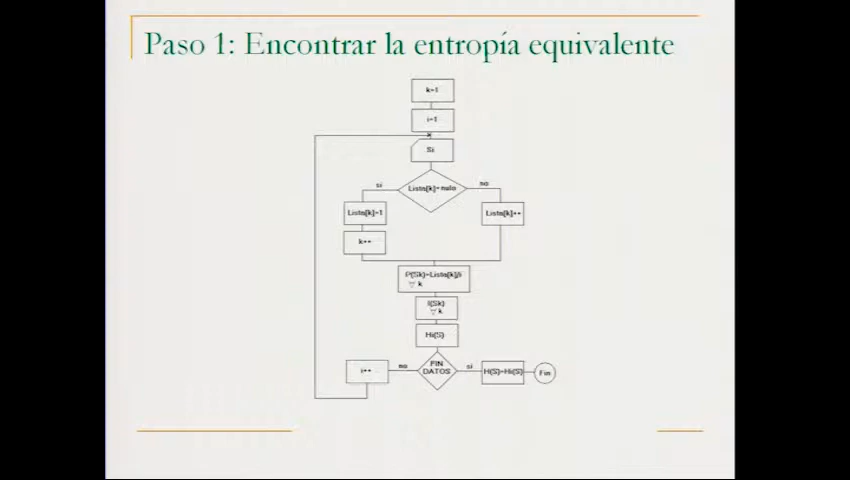 Paso 1: Encontrar la entropía equivalente
k=1
i=1
Si
Lista[k]=nulo
si
no
Lista[k]=1
Lista[k]++
k++
P(Sk)=Lista[k]/i
∀ k
I(Sk)
∀ k
Hi(S)
FIN
DATOS
no
si
i++
H(S)=Hi(S)
Fin